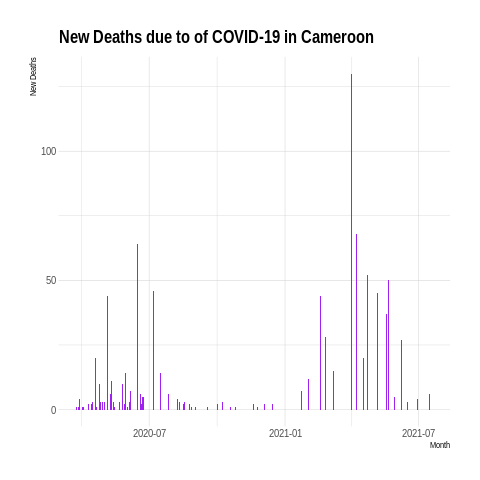 New Deaths due to of COVID-19 in Cameroon
New Deaths
100
50
0
2020-07
2021-01
2021-07
Month